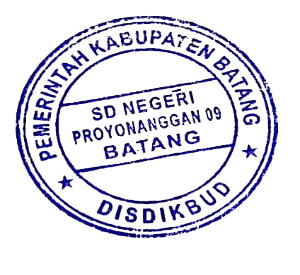 PEMERINTAH KABUPATEN BATANG
SD NEGERI
PROYONANGGAN 09
BATANG
DISDIKBUD